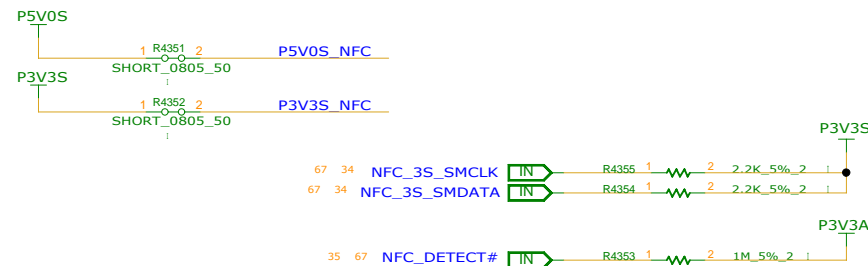 P5V0S
1 R4351 2 P5V0S_NFC
SHORT_0805_50
P3V3S
1 R4352 2 P3V3S_NFC
SHORT_0805_50
P3V3S
67 34 NFC_3S_SMCLK IN R4355 1 2 2.2K_5%_2
67 34 NFC_3S_SMDATA IN R4354 1 2 2.2K_5%_2
P3V3A
35 67 NFC_DETECT# IN R4353 1 2 1M_5%_2